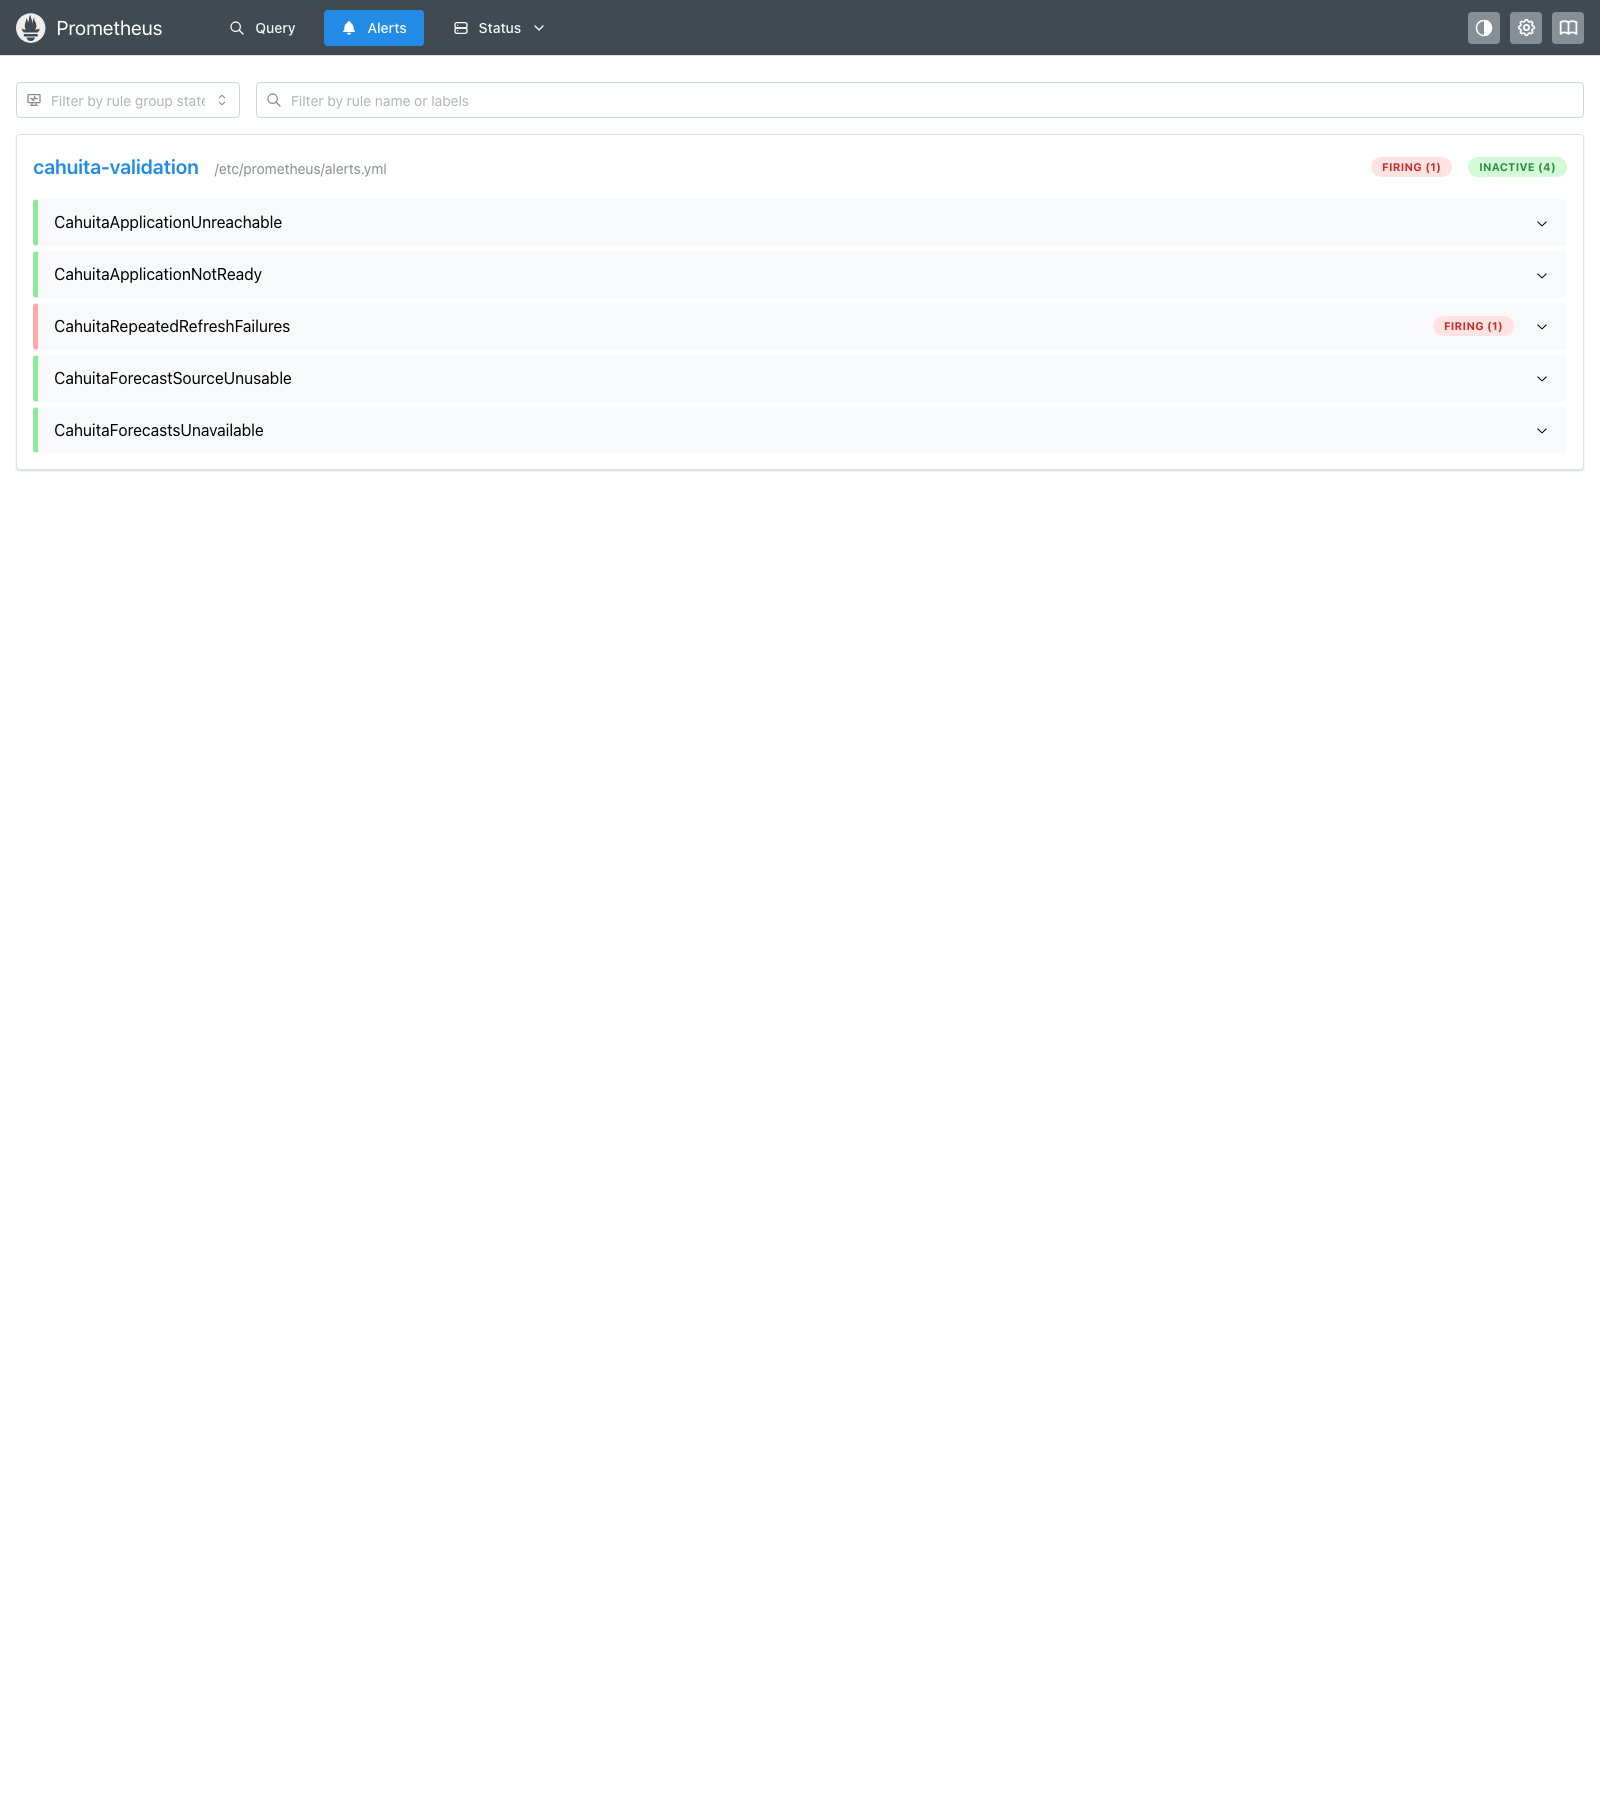 Prometheus Query Alerts Status
Filter by rule group state Filter by rule name or labels
cahuita-validation /etc/prometheus/alerts.yml FIRING (1) INACTIVE (4)
CahuitaApplicationUnreachable
CahuitaApplicationNotReady
CahuitaRepeatedRefreshFailures FIRING (1)
CahuitaForecastSourceUnusable
CahuitaForecastsUnavailable